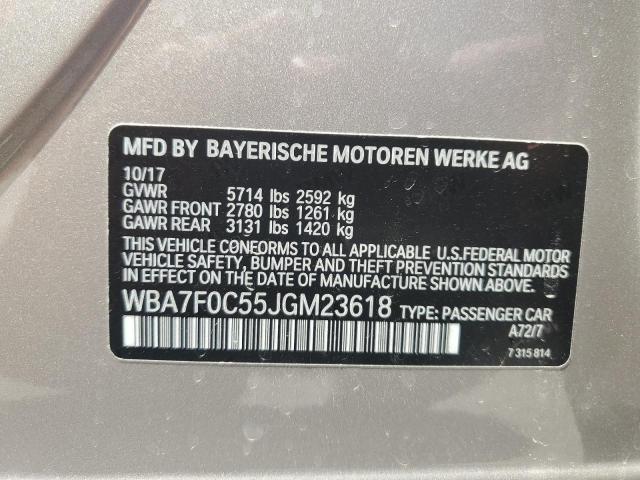 MFD BY BAYERISCHE MOTOREN WERKE AG
10/17
GVWR 5714 lbs 2592 kg
GAWR FRONT 2780 lbs 1261 kg
GAWR REAR 3131 lbs 1420 kg
THIS VEHICLE CONFORMS TO ALL APPLICABLE U.S.FEDERAL MOTOR
VEHICLE SAFETY, BUMPER AND THEFT PREVENTION STANDARDS
IN EFFECT ON THE DATE OF MANUFACTURE SHOWN ABOVE.
WBA7F0C55JGM23618 TYPE: PASSENGER CAR
A72/7
7 315 814